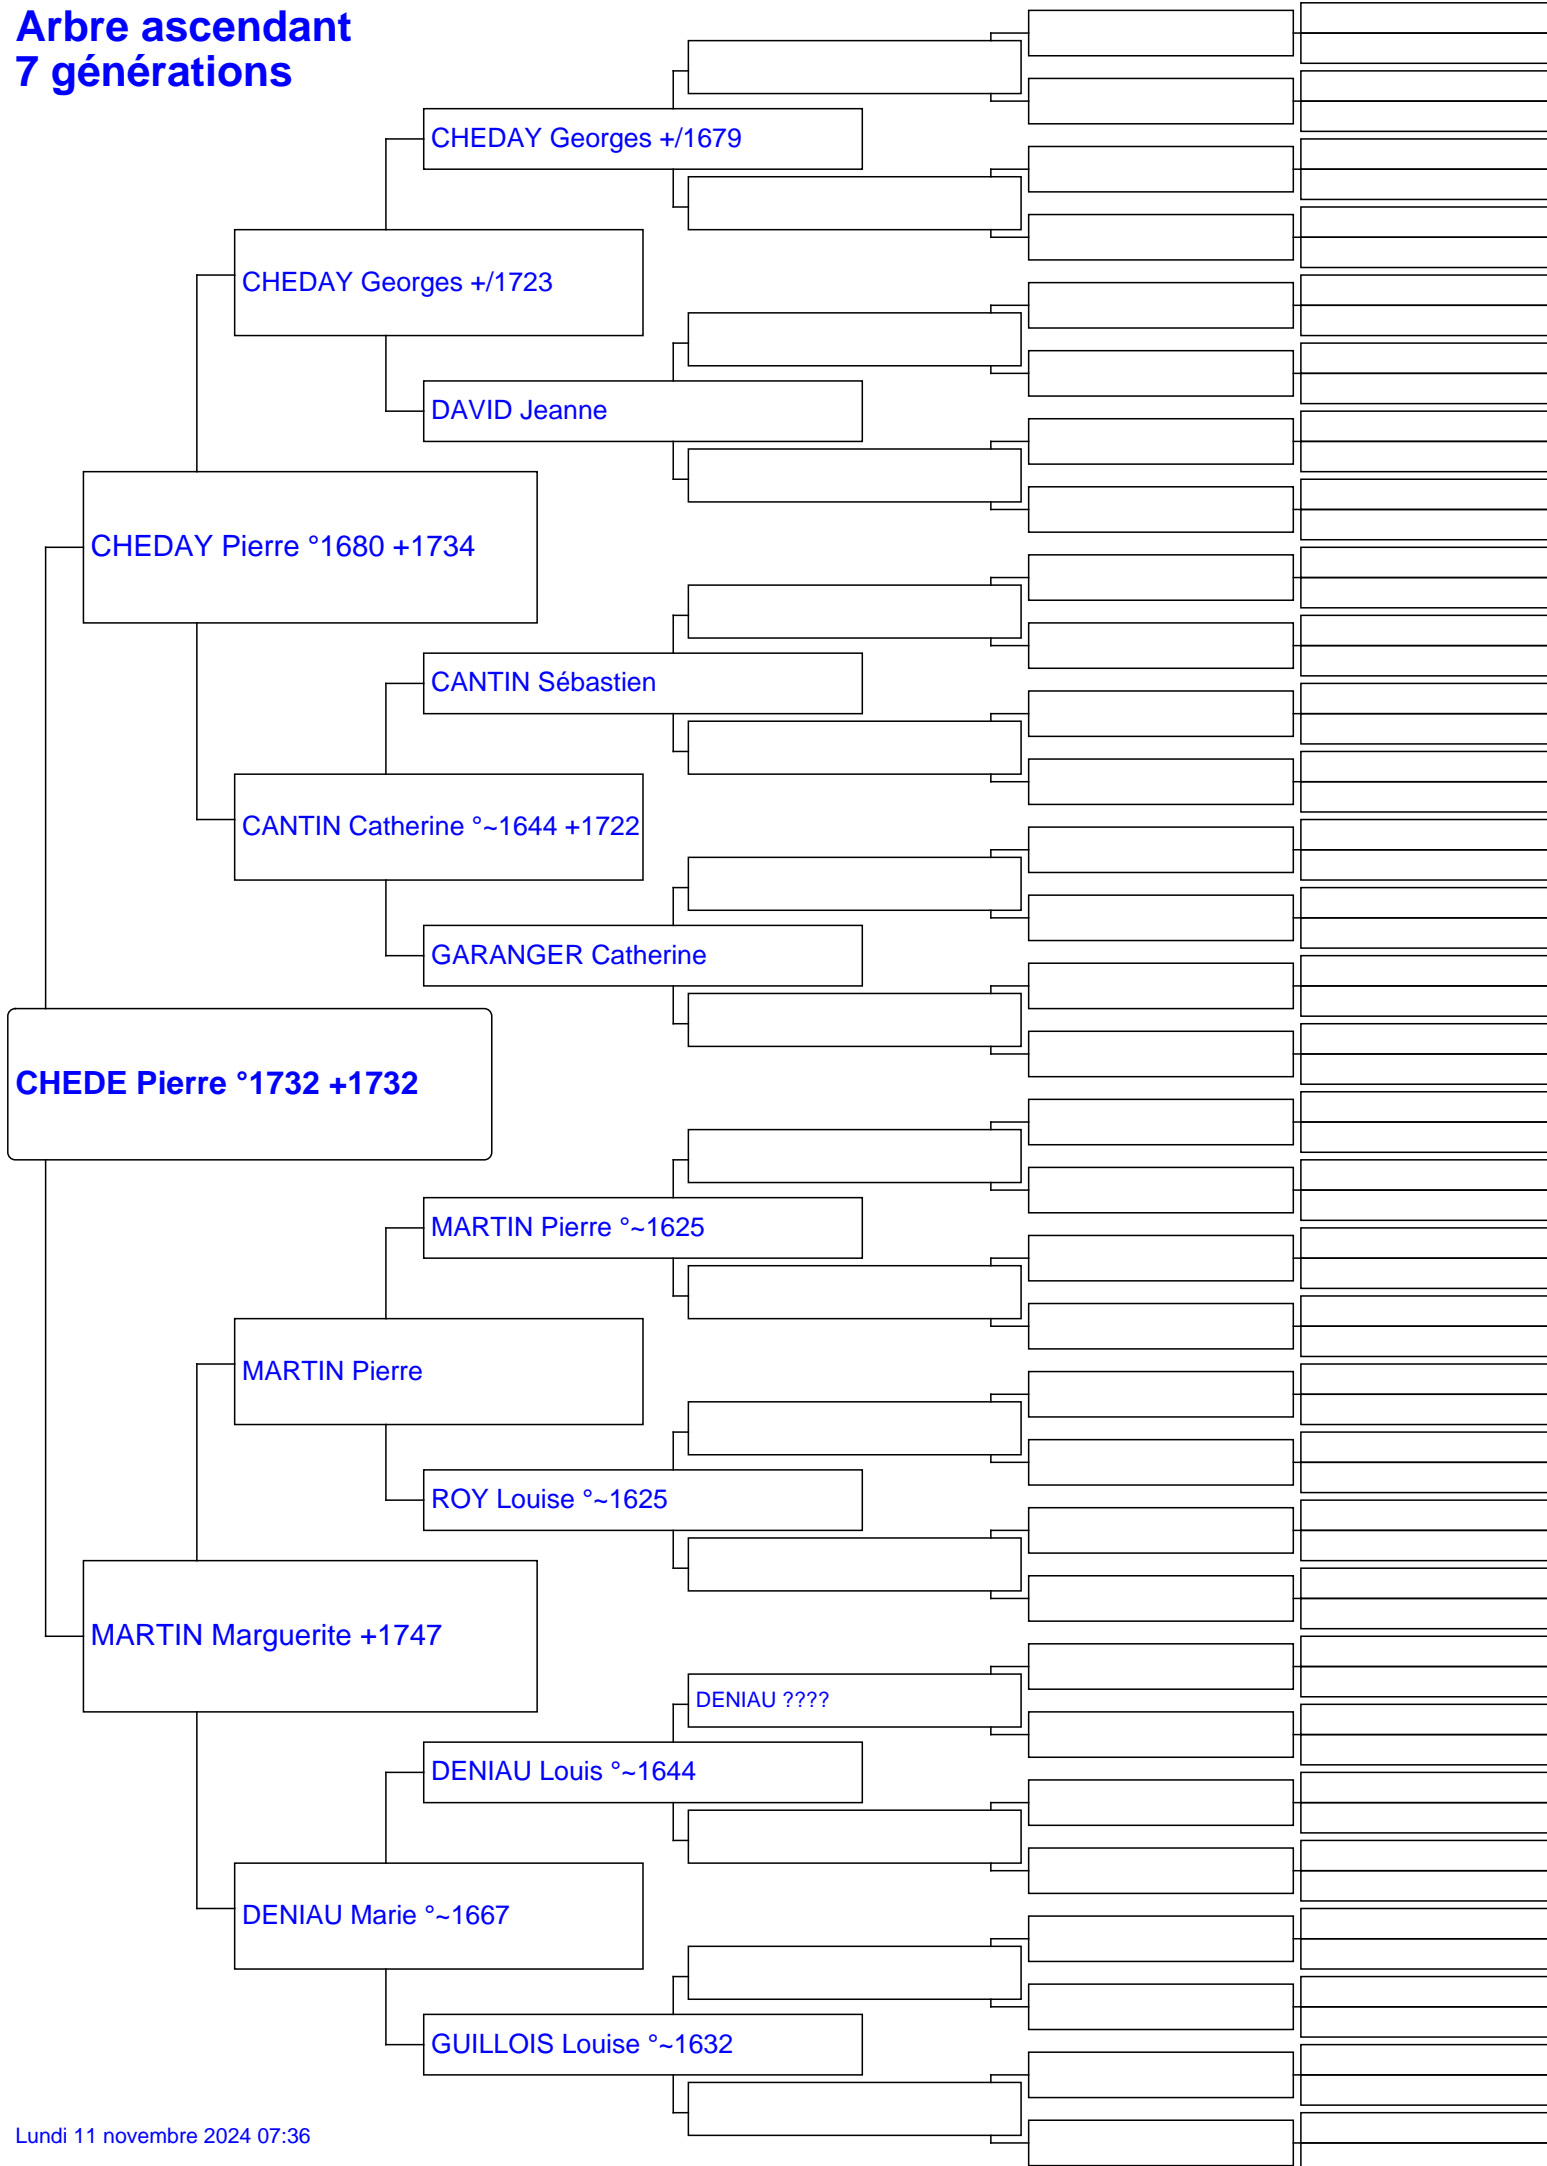 Arbre ascendant
7 générations
CHEDAY Georges +/1679
CHEDAY Georges +/1723
DAVID Jeanne
CHEDAY Pierre °1680 +1734
CANTIN Sébastien
CANTIN Catherine °~1644 +1722
GARANGER Catherine
CHEDE Pierre °1732 +1732
MARTIN Pierre °~1625
MARTIN Pierre
ROY Louise °~1625
MARTIN Marguerite +1747
DENIAU ????
DENIAU Louis °~1644
DENIAU Marie °~1667
GUILLOIS Louise °~1632
Lundi 11 novembre 2024 07:36